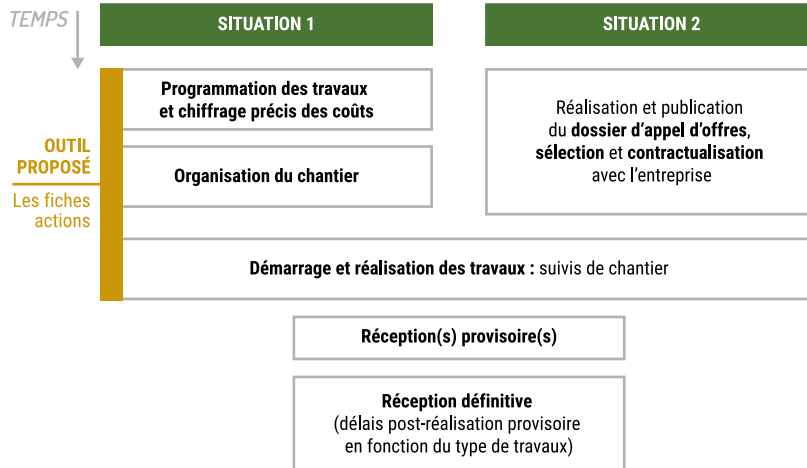 TEMPS
SITUATION 1
SITUATION 2
Programmation des travaux
et chiffrage précis des coûts
Réalisation et publication
du dossier d'appel d'offres,
sélection et contractualisation
avec l'entreprise
OUTIL
PROPOSÉ
Les fiches
actions
Organisation du chantier
Démarrage et réalisation des travaux : suivis de chantier
Réception(s) provisoire(s)
Réception définitive
(délais post-réalisation provisoire
en fonction du type de travaux)